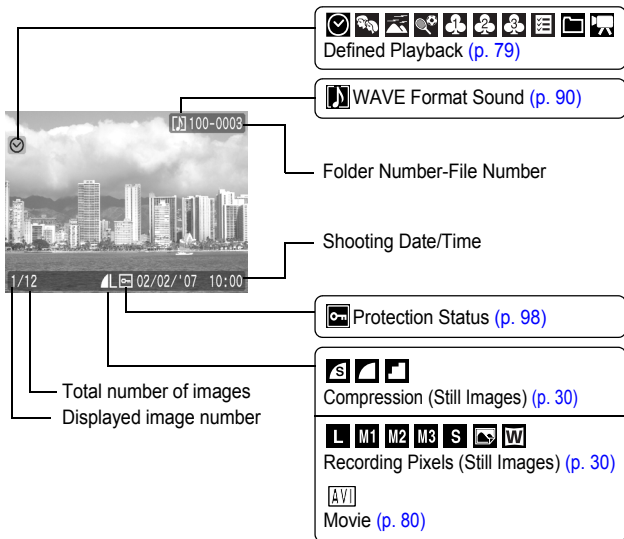 Defined Playback (p. 79)
WAVE Format Sound (p. 90)
100-0003
Folder Number-File Number
Shooting Date/Time
1/12
L
02/02/'07 10:00
Protection Status (p. 98)
Total number of images
Displayed image number
S
Compression (Still Images) (p. 30)
L M1 M2 M3 S W
Recording Pixels (Still Images) (p. 30)
AVI
Movie (p. 80)